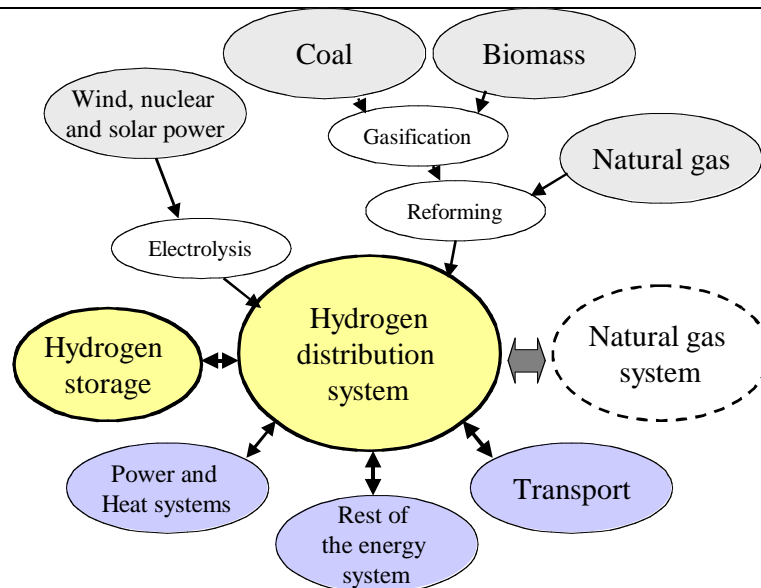 Coal
Biomass
Wind, nuclear
and solar power
Gasification
Natural gas
Reforming
Electrolysis
Hydrogen
distribution
system
Hydrogen
storage
Natural gas
system
Power and
Heat systems
Transport
Rest of
the energy
system